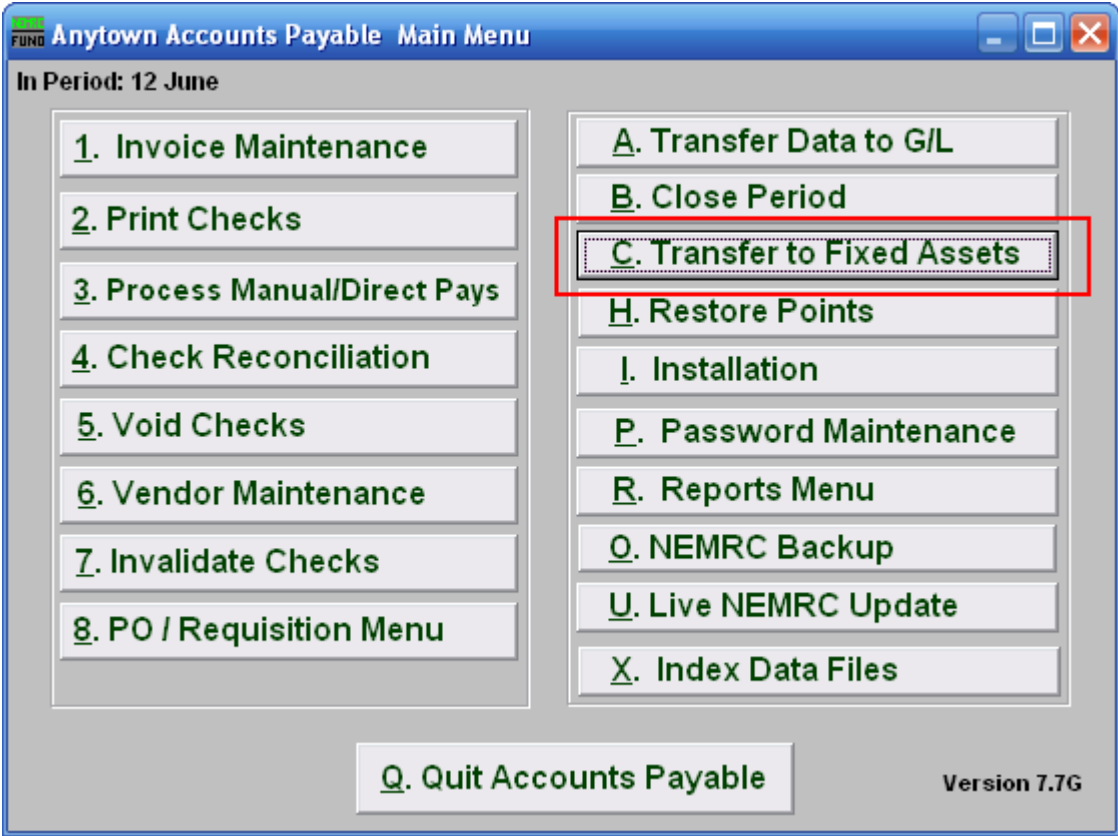 NEMRC
FUND
Anytown Accounts Payable Main Menu
In Period: 12 June
1. Invoice Maintenance
2. Print Checks
3. Process Manual/Direct Pays
4. Check Reconciliation
5. Void Checks
6. Vendor Maintenance
7. Invalidate Checks
8. PO / Requisition Menu
A. Transfer Data to G/L
B. Close Period
C. Transfer to Fixed Assets
H. Restore Points
I. Installation
P. Password Maintenance
R. Reports Menu
O. NEMRC Backup
U. Live NEMRC Update
X. Index Data Files
Q. Quit Accounts Payable
Version 7.7G